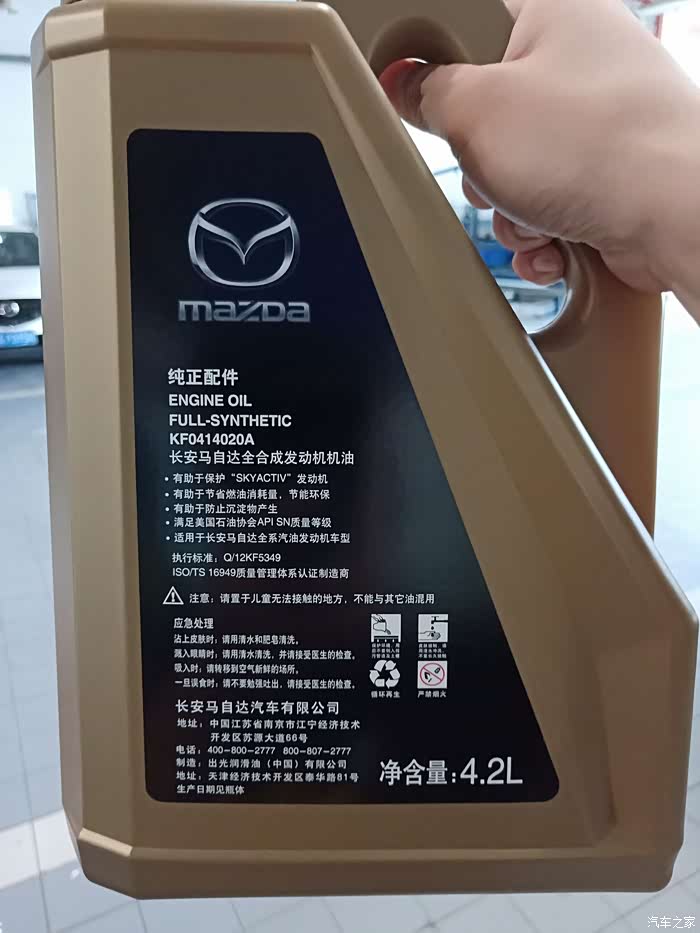 mazda
纯正配件
ENGINE OIL
FULL-SYNTHETIC
KF0414020A
长安马自达全合成发动机机油
• 有助于保护“SKYACTIV”发动机
• 有助于节省燃油消耗量，节能环保
• 有助于防止沉淀物产生
• 满足美国石油协会API SN质量等级
• 适用于长安马自达全系汽油发动机车型
执行标准：Q/12KF5349
ISO/TS 16949质量管理体系认证制造商
注意：请置于儿童无法接触的地方，不能与其它油混用
应急处理
沾上皮肤时：请用清水和肥皂清洗。
溅入眼睛时：请用清水清洗，并请接受医生的检查。
吸入时：请转移到空气新鲜的场所。
一旦误食时：请不要勉强吐出，请接受医生的检查。
循环再生
严禁烟火
长安马自达汽车有限公司
地址：中国江苏省南京市江宁经济技术
开发区苏源大道66号
电话：400-800-2777 800-807-2777
制造：出光润滑油（中国）有限公司
地址：天津经济技术开发区泰华路81号
生产日期见瓶体
净含量：4.2L
汽车之家